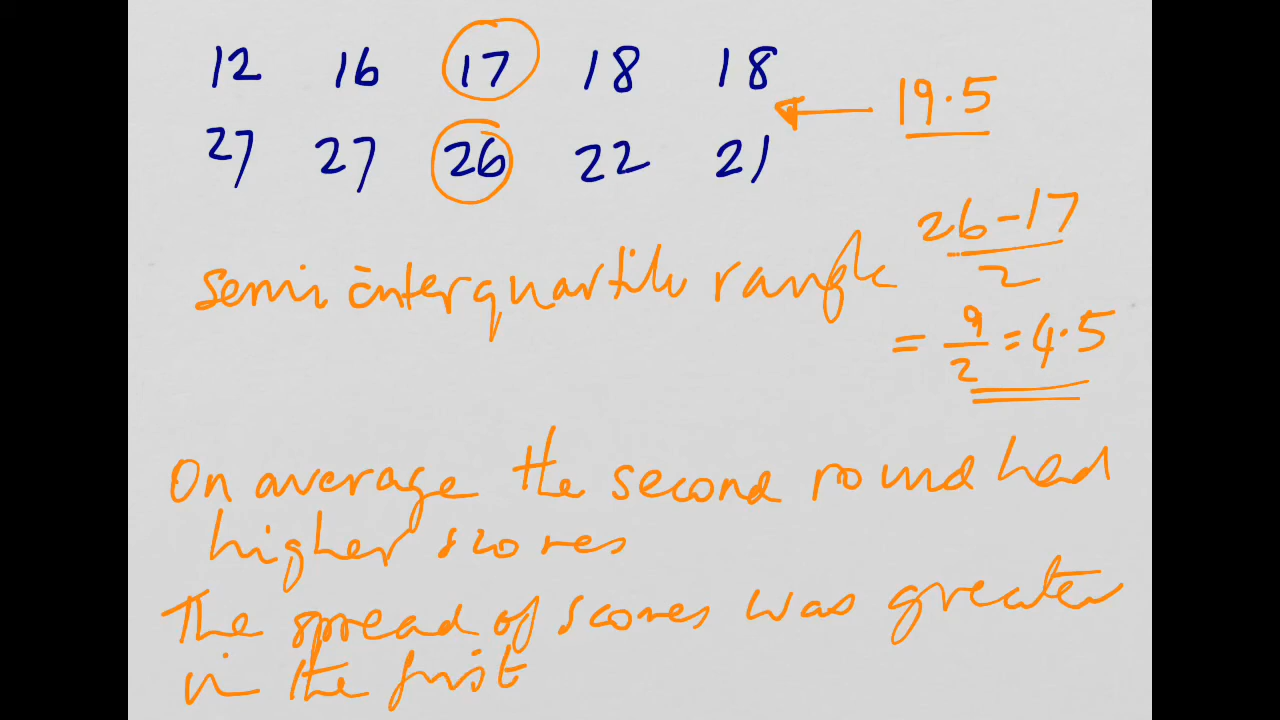 12 16 17 18 18
19.5
27 27 26 22 21
26-17
2
semi interquartile range
= 9/2 = 4.5
On average the second round had
higher scores
The spread of scores was greater
in the first